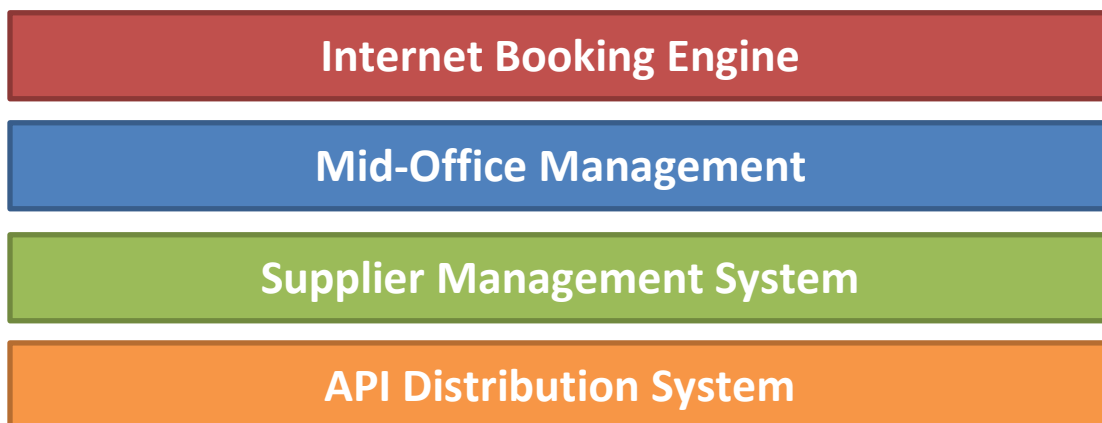 Internet Booking Engine
Mid-Office Management
Supplier Management System
API Distribution System